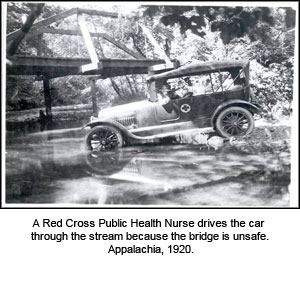 A Red Cross Public Health Nurse drives the car
through the stream because the bridge is unsafe.
Appalachia, 1920.